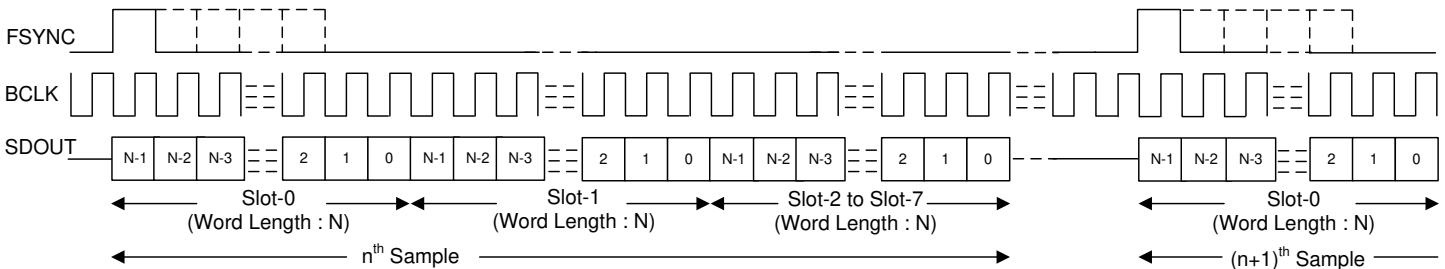 FSYNC
BCLK
SDOUT N-1 N-2 N-3 2 1 0 N-1 N-2 N-3 2 1 0 N-1 N-2 N-3 2 1 0 N-1 N-2 N-3 2 1 0
Slot-0 Slot-1 Slot-2 to Slot-7 Slot-0
(Word Length : N) (Word Length : N) (Word Length : N) (Word Length : N)
nth Sample (n+1)th Sample